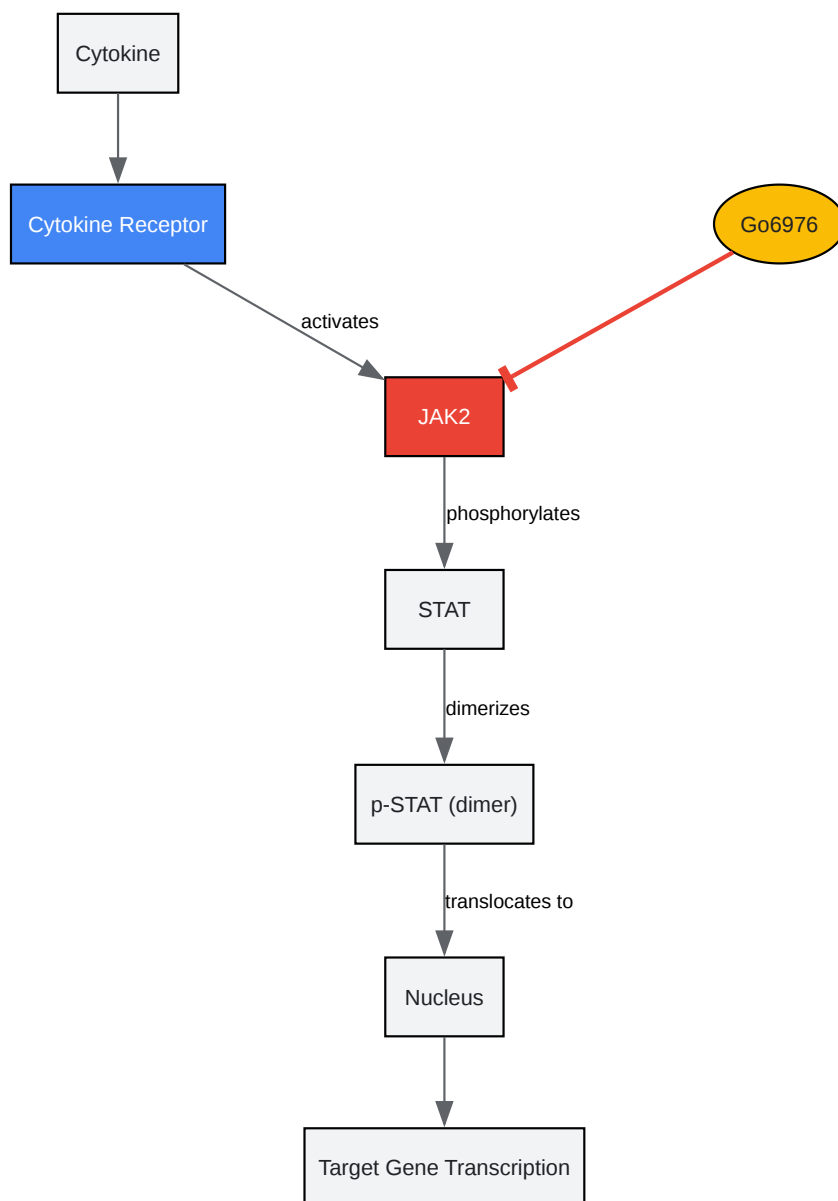 Cytokine
Cytokine Receptor
Go6976
activates
JAK2
phosphorylates
STAT
dimerizes
p-STAT (dimer)
translocates to
Nucleus
Target Gene Transcription